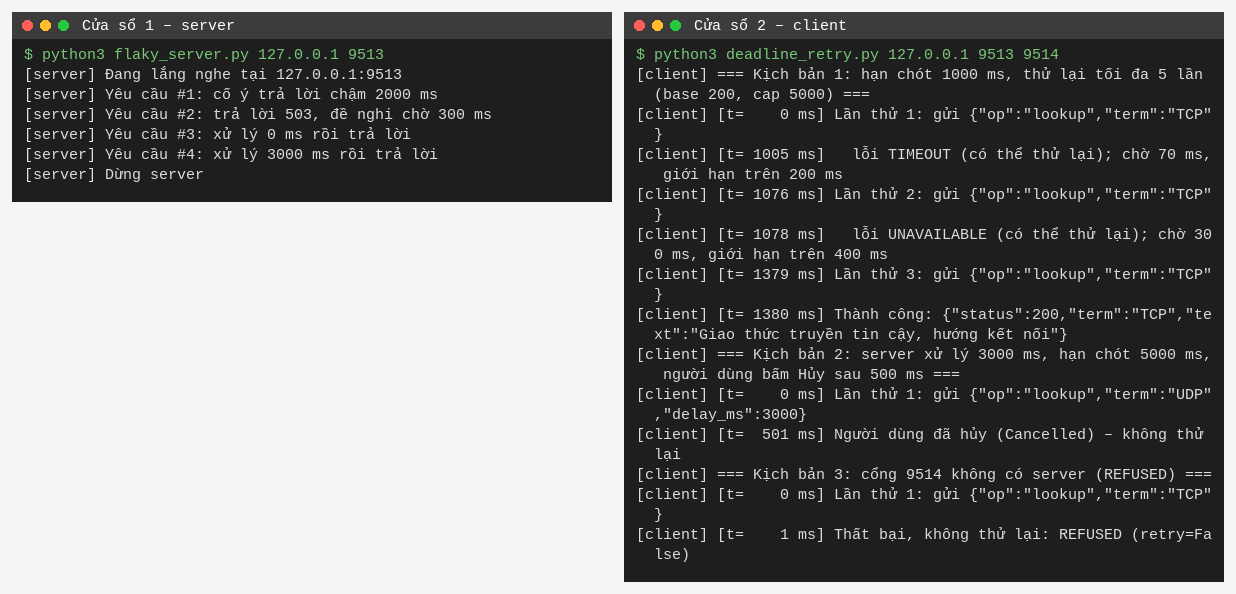 Cửa sổ 1 – server
$ python3 flaky_server.py 127.0.0.1 9513
[server] Đang lắng nghe tại 127.0.0.1:9513
[server] Yêu cầu #1: cố ý trả lời chậm 2000 ms
[server] Yêu cầu #2: trả lời 503, đề nghị chờ 300 ms
[server] Yêu cầu #3: xử lý 0 ms rồi trả lời
[server] Yêu cầu #4: xử lý 3000 ms rồi trả lời
[server] Dừng server
Cửa sổ 2 – client
$ python3 deadline_retry.py 127.0.0.1 9513 9514
[client] === Kịch bản 1: hạn chót 1000 ms, thử lại tối đa 5 lần
(base 200, cap 5000) ===
[client] [t=    0 ms] Lần thử 1: gửi {"op":"lookup","term":"TCP"
}
[client] [t= 1005 ms]   lỗi TIMEOUT (có thể thử lại); chờ 70 ms,
giới hạn trên 200 ms
[client] [t= 1076 ms] Lần thử 2: gửi {"op":"lookup","term":"TCP"
}
[client] [t= 1078 ms]   lỗi UNAVAILABLE (có thể thử lại); chờ 30
0 ms, giới hạn trên 400 ms
[client] [t= 1379 ms] Lần thử 3: gửi {"op":"lookup","term":"TCP"
}
[client] [t= 1380 ms] Thành công: {"status":200,"term":"TCP","te
xt":"Giao thức truyền tin cậy, hướng kết nối"}
[client] === Kịch bản 2: server xử lý 3000 ms, hạn chót 5000 ms,
người dùng bấm Hủy sau 500 ms ===
[client] [t=    0 ms] Lần thử 1: gửi {"op":"lookup","term":"UDP"
,"delay_ms":3000}
[client] [t=  501 ms] Người dùng đã hủy (Cancelled) – không thử
lại
[client] === Kịch bản 3: cổng 9514 không có server (REFUSED) ===
[client] [t=    0 ms] Lần thử 1: gửi {"op":"lookup","term":"TCP"
}
[client] [t=    1 ms] Thất bại, không thử lại: REFUSED (retry=Fa
lse)